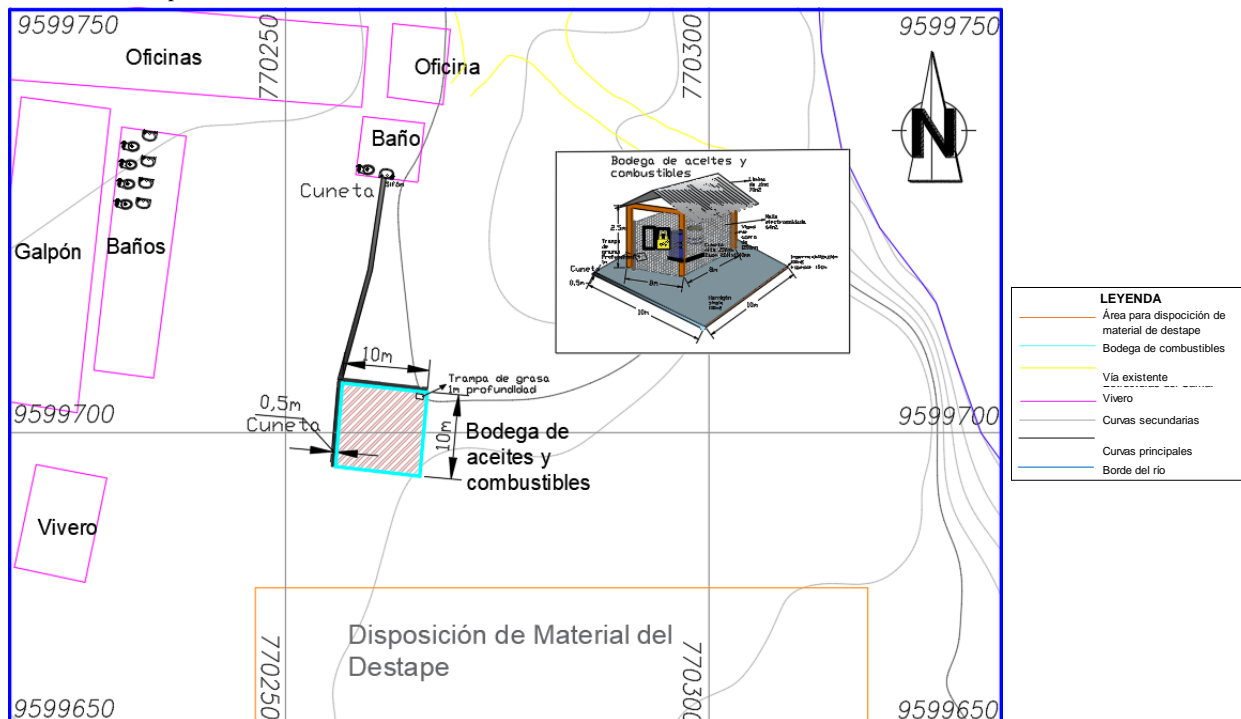 9599750
770250
770300
9599750
Oficinas
Oficina
Baño
Cuneta
Baños
Galpón
N
Bodega de aceites y
combustibles
2.5m
Cuneta
0,5m
8m
8m
10m
10m
10m
Trampa de grasa
1m profundidad
0,5m
Cuneta
10m
9599700
9599700
Bodega de
aceites y
combustibles
Vivero
Disposición de Material del
Destape
770250
770300
9599650
9599650
LEYENDA
Área para disposición de
material de destape
Bodega de combustibles
Vía existente
Vivero
Curvas secundarias
Curvas principales
Borde del río